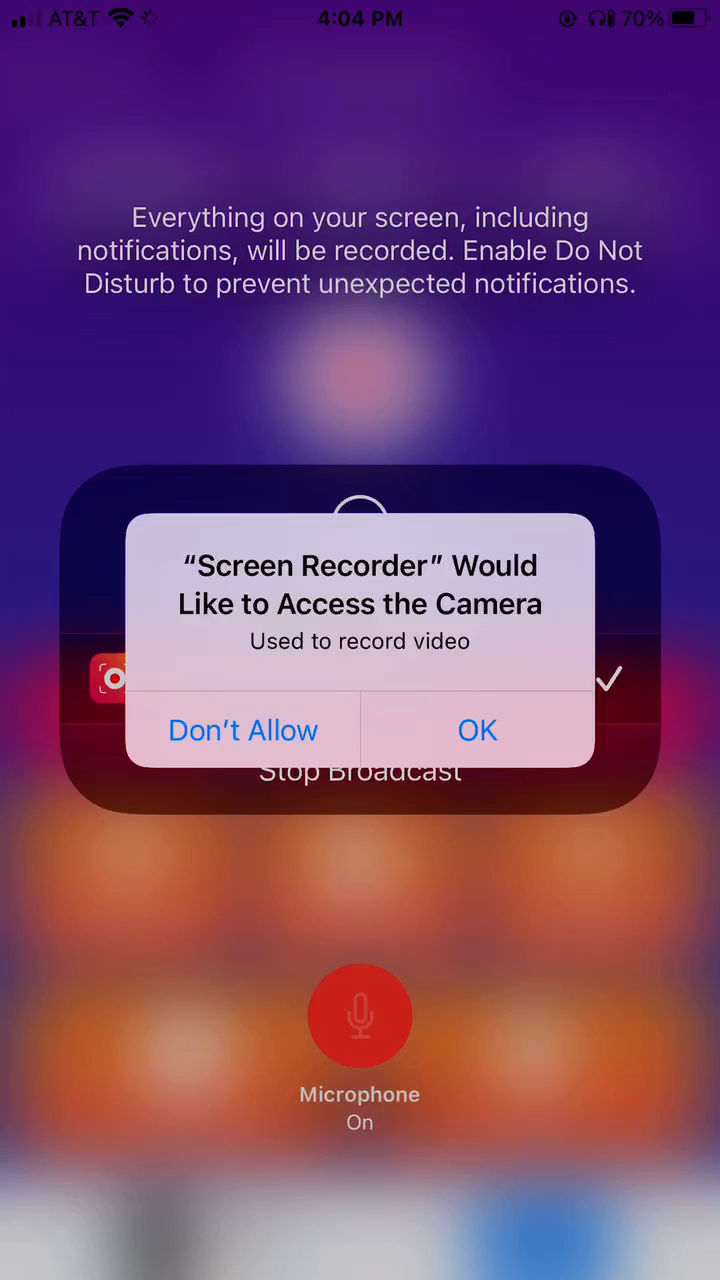 AT&T 4:04 PM 70%
Everything on your screen, including
notifications, will be recorded. Enable Do Not
Disturb to prevent unexpected notifications.
“Screen Recorder” Would
Like to Access the Camera
Used to record video
Don’t Allow OK
Stop Broadcast
Microphone
On